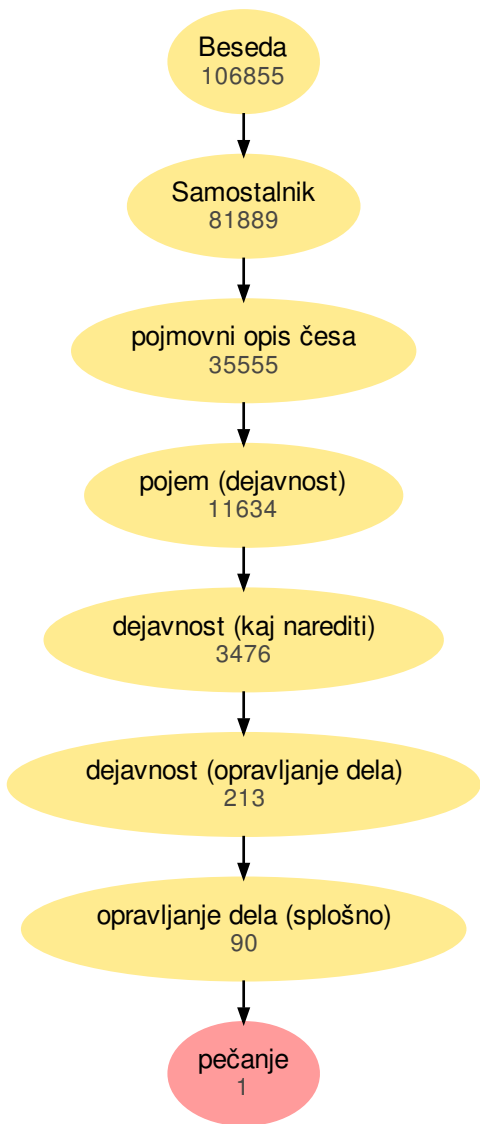 Beseda
106855
Samostalnik
81889
pojmovni opis česa
35555
pojem (dejavnost)
11634
dejavnost (kaj narediti)
3476
dejavnost (opravljanje dela)
213
opravljanje dela (splošno)
90
pečanje
1